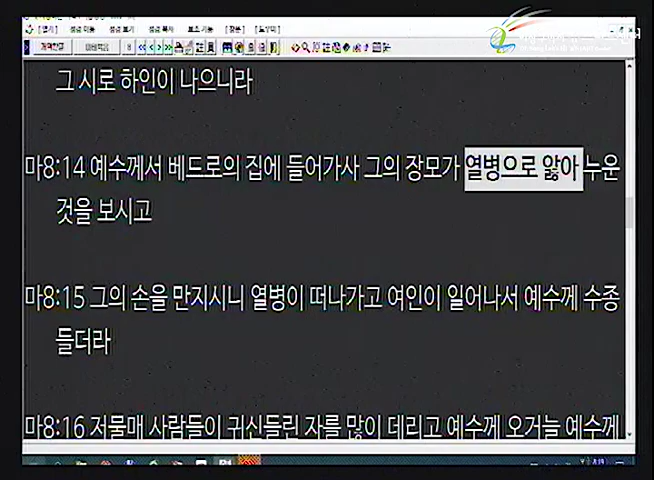 개역한글
그 시로 하인이 나으니라
마8:14 예수께서 베드로의 집에 들어가사 그의 장모가 열병으로 앓아 누운
것을 보시고
마8:15 그의 손을 만지시니 열병이 떠나가고 여인이 일어나서 예수께 수종
들더라
마8:16 저물매 사람들이 귀신들린 자를 많이 데리고 예수께 오거늘 예수께